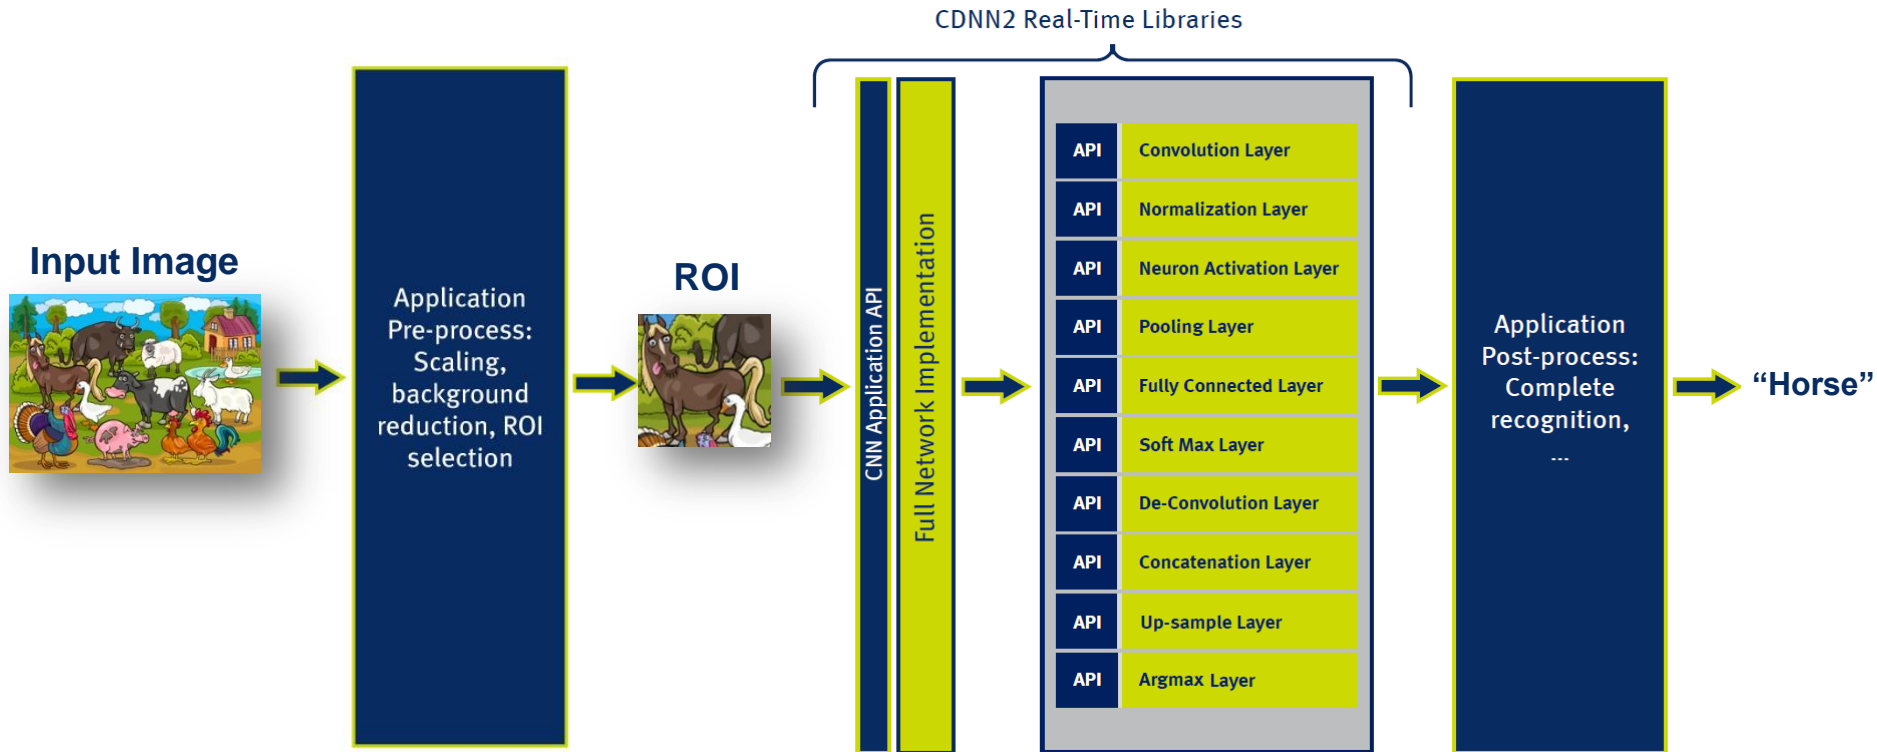 CDNN2 Real-Time Libraries
Input Image
Application
Pre-process:
Scaling,
background
reduction, ROI
selection
ROI
CNN Application API
Full Network Implementation
API Convolution Layer
API Normalization Layer
API Neuron Activation Layer
API Pooling Layer
API Fully Connected Layer
API Soft Max Layer
API De-Convolution Layer
API Concatenation Layer
API Up-sample Layer
API Argmax Layer
Application
Post-process:
Complete
recognition,
...
“Horse”